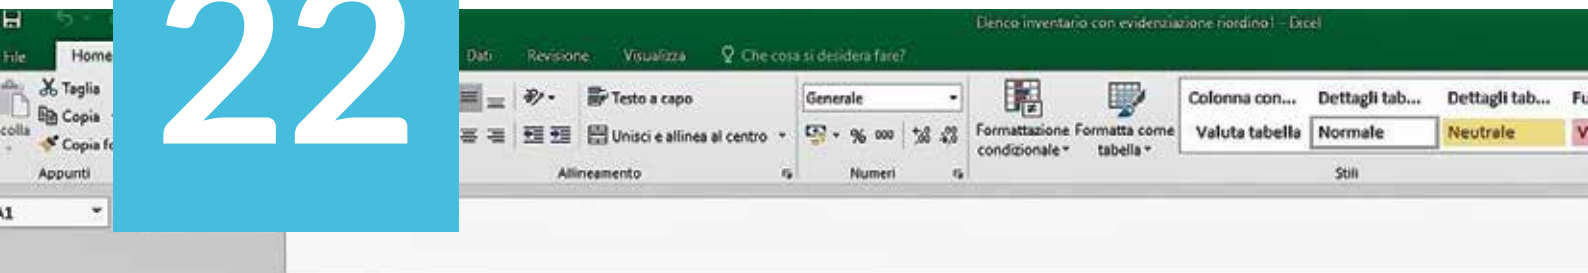 22
Elenco inventario con evidenziazione riordino1 - Excel
File Home Dati Revisione Visualizza Che cosa si desidera fare?
Taglia Testo a capo Generale Colonna con... Dettagli tab... Dettagli tab...
Copia
colla Copia fo Unisci e allinea al centro % 000 Formattazione condizionale Formatta come tabella Valuta tabella Normale Neutrale
Appunti Allineamento Numeri Stili
A1